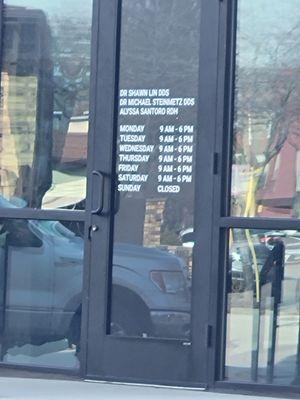 DR SHAWN LIN DDS
DR MICHAEL STEINMETZ DDS
ALYSSA SANTORO RDH
MONDAY 9 AM - 6 PM
TUESDAY 9 AM - 6 PM
WEDNESDAY 9 AM - 6 PM
THURSDAY 9 AM - 6 PM
FRIDAY 9 AM - 6 PM
SATURDAY 9 AM - 6 PM
SUNDAY CLOSED